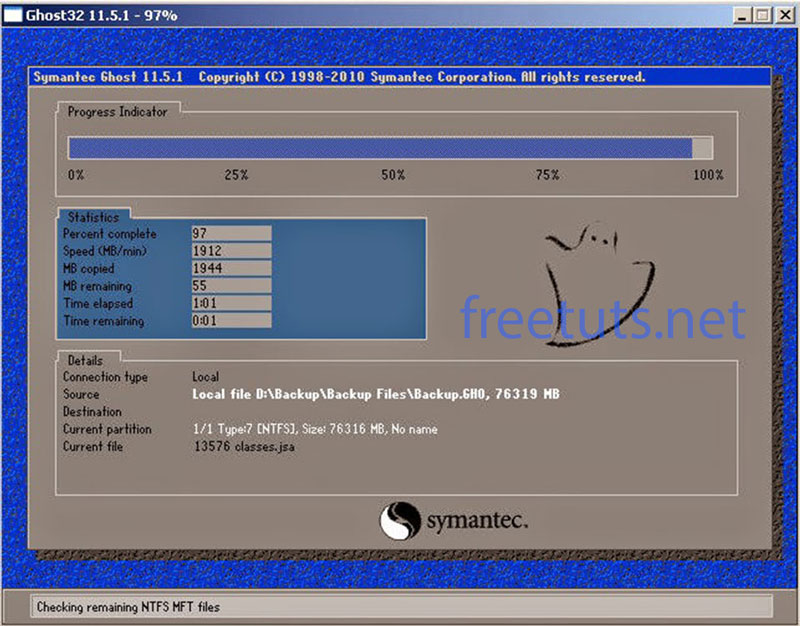 Ghost32 11.5.1 - 97%
Symantec Ghost 11.5.1 Copyright (C) 1998-2010 Symantec Corporation. All rights reserved.
Progress Indicator
0% 25% 50% 75% 100%
Statistics
Percent complete 97
Speed (MB/min) 1912
MB copied 1944
MB remaining 55
Time elapsed 1:01
Time remaining 0:01
freetuts.net
Details
Connection type Local
Source Local file D:\Backup\Backup Files\Backup.GHO, 76319 MB
Destination
Current partition 1/1 Type:7 [NTFS], Size: 76316 MB, No name
Current file 13576 classes.jsa
symantec.
Checking remaining NTFS MFT files